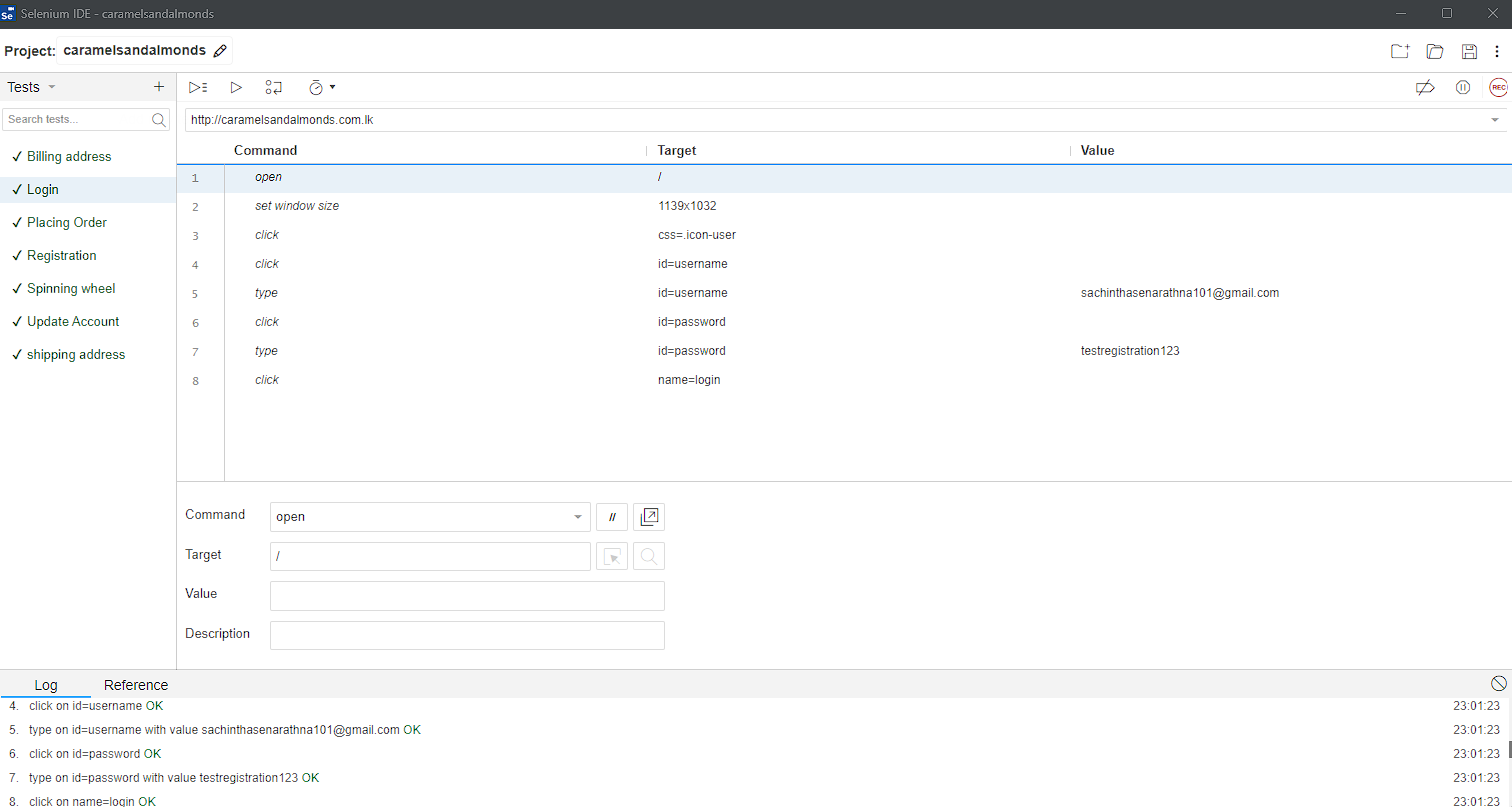 Se Selenium IDE - caramelsandalmonds
Project: caramelsandalmonds
Tests
Search tests...
✓ Billing address
✓ Login
✓ Placing Order
✓ Registration
✓ Spinning wheel
✓ Update Account
✓ shipping address
REC
http://caramelsandalmonds.com.lk
Command Target Value
1 open /
2 set window size 1139x1032
3 click css=.icon-user
4 click id=username
5 type id=username sachinthasenarathna101@gmail.com
6 click id=password
7 type id=password testregistration123
8 click name=login
Command open //
Target /
Value
Description
Log Reference
4. click on id=username OK 23:01:23
5. type on id=username with value sachinthasenarathna101@gmail.com OK 23:01:23
6. click on id=password OK 23:01:23
7. type on id=password with value testregistration123 OK 23:01:23
8. click on name=login OK 23:01:23